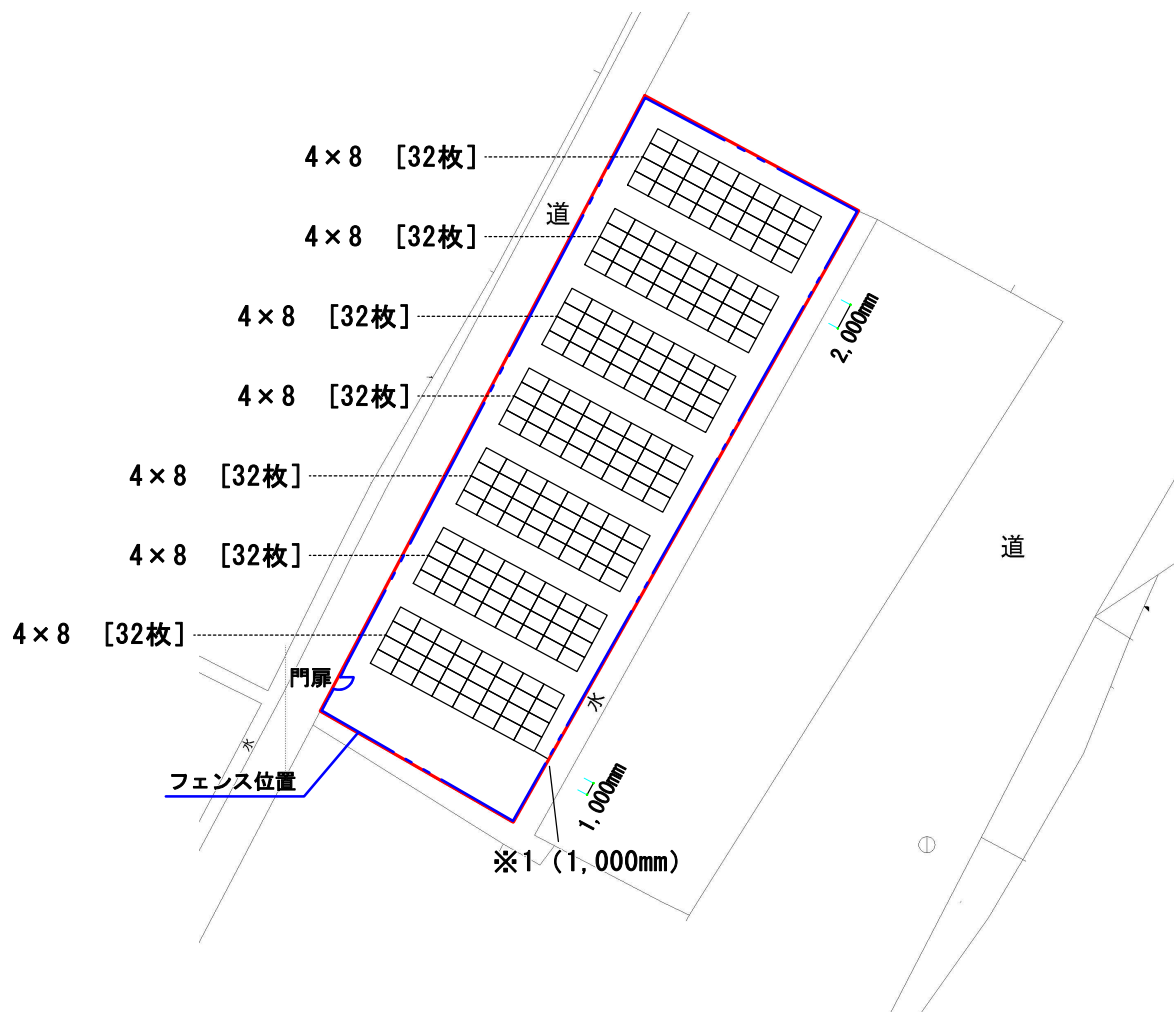 4×8 [32枚]
道
4×8 [32枚]
4×8 [32枚]
2,000mm
4×8 [32枚]
4×8 [32枚]
道
4×8 [32枚]
4×8 [32枚]
門扉
水
水
フェンス位置
1,000mm
※1 (1,000mm)